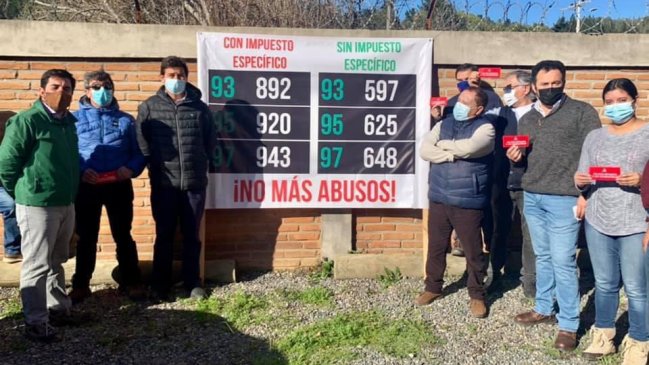 CON IMPUESTO ESPECÍFICO
SIN IMPUESTO ESPECÍFICO
93 892
93 597
95 920
95 625
97 943
97 648
¡NO MÁS ABUSOS!